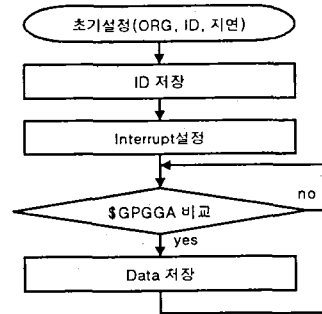 초기설정(ORG, ID, 지연)
ID 저장
Interrupt설정
$GPGGA 비교
no
yes
Data 저장